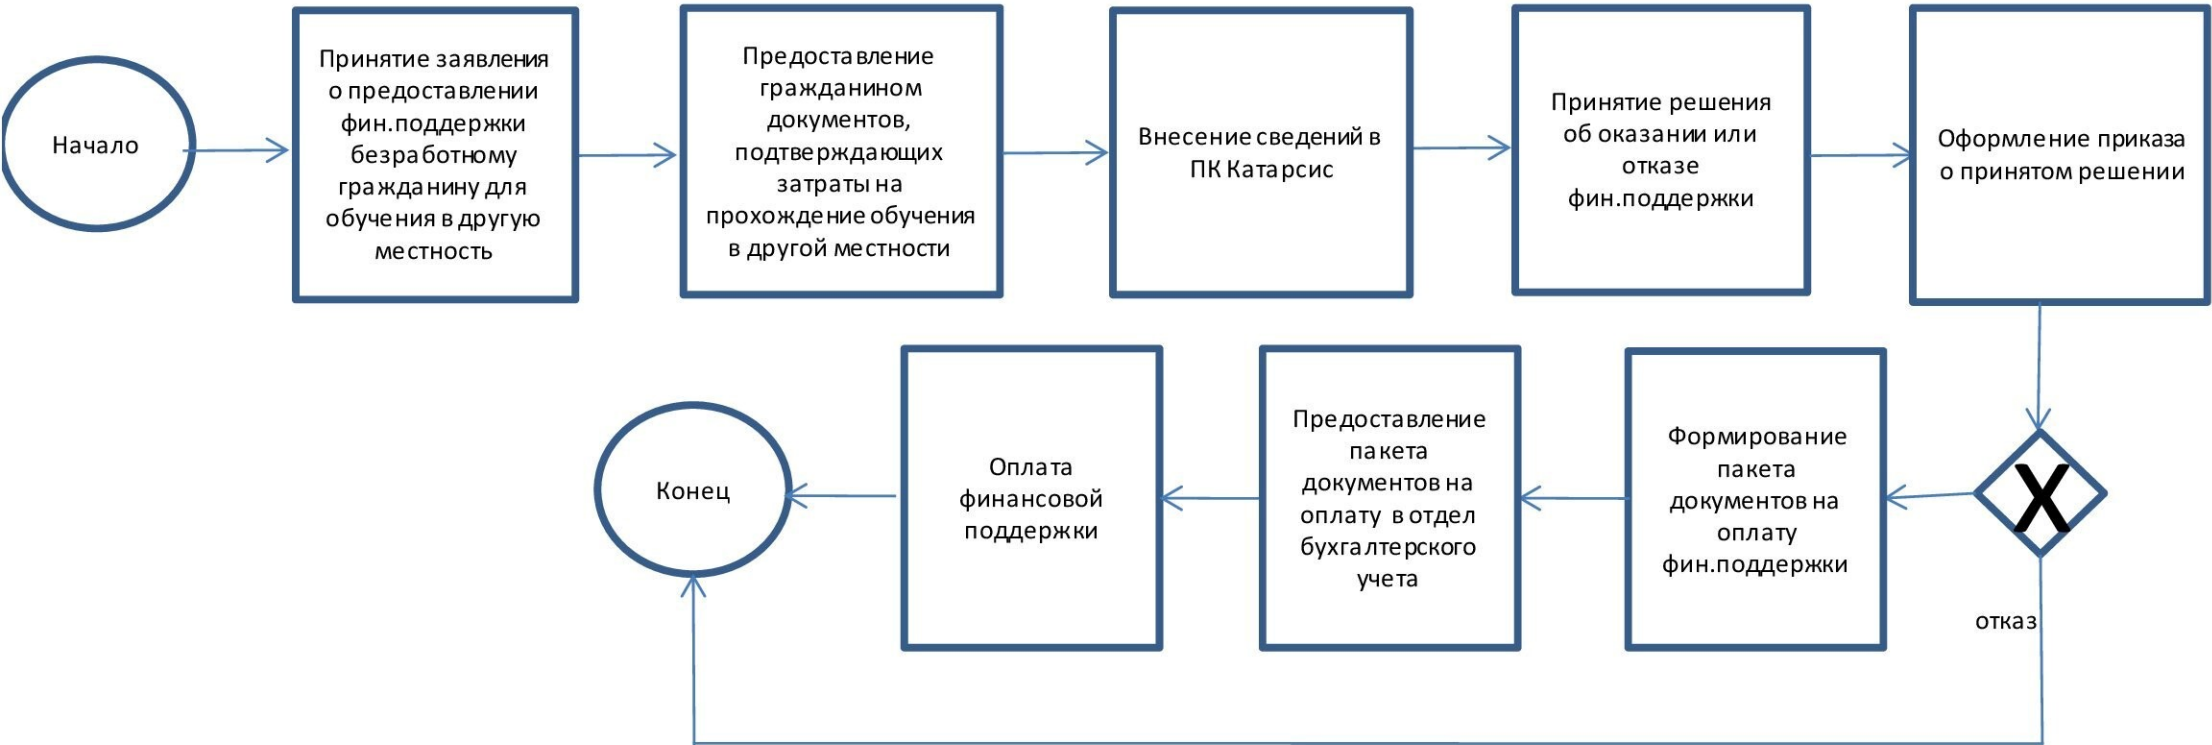 Начало
Принятие заявления
о предоставлении
фин.поддержки
безработному
гражданину для
обучения в другую
местность
Предоставление
гражданином
документов,
подтверждающих
затраты на
прохождение обучения
в другой местности
Внесение сведений в
ПК Катарсис
Принятие решения
об оказании или
отказе
фин.поддержки
Оформление приказа
о принятом решении
X
Формирование
пакета
документов на
оплату
фин.поддержки
Предоставление
пакета
документов на
оплату в отдел
бухгалтерского
учета
Оплата
финансовой
поддержки
Конец
отказ